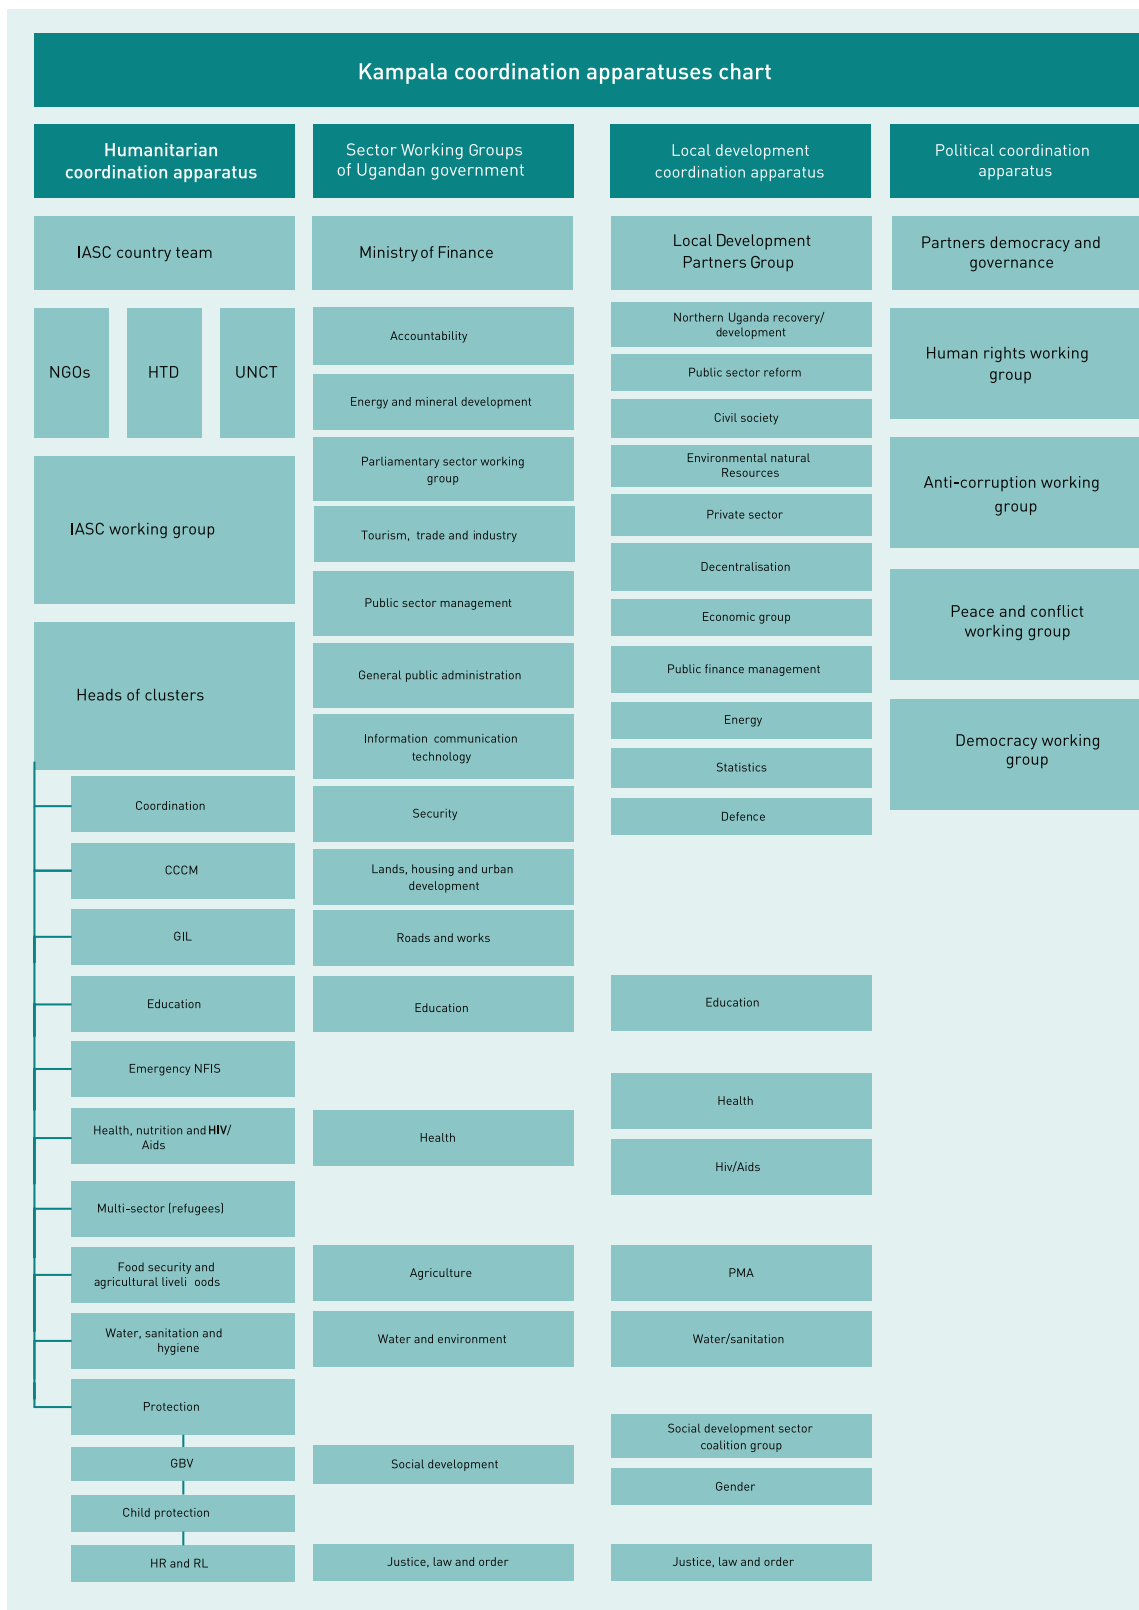 Kampala coordination apparatuses chart
Humanitarian
coordination apparatus
IASC country team
NGOs
HTD
UNCT
IASC working group
Heads of clusters
Coordination
CCCM
GIL
Education
Emergency NFIS
Health, nutrition and HIV/
Aids
Multi-sector (refugees)
Food security and
agricultural liveli oods
Water, sanitation and
hygiene
Protection
GBV
Child protection
HR and RL
Sector Working Groups
of Ugandan government
Ministry of Finance
Accountability
Energy and mineral development
Parliamentary sector working
group
Tourism, trade and industry
Public sector management
General public administration
Information communication
technology
Security
Lands, housing and urban
development
Roads and works
Education
Health
Agriculture
Water and environment
Social development
Justice, law and order
Local development
coordination apparatus
Local Development
Partners Group
Northern Uganda recovery/
development
Public sector reform
Civil society
Environmental natural
Resources
Private sector
Decentralisation
Economic group
Public finance management
Energy
Statistics
Defence
Education
Health
Hiv/Aids
PMA
Water/sanitation
Social development sector
coalition group
Gender
Justice, law and order
Political coordination
apparatus
Partners democracy and
governance
Human rights working
group
Anti-corruption working
group
Peace and conflict
working group
Democracy working
group